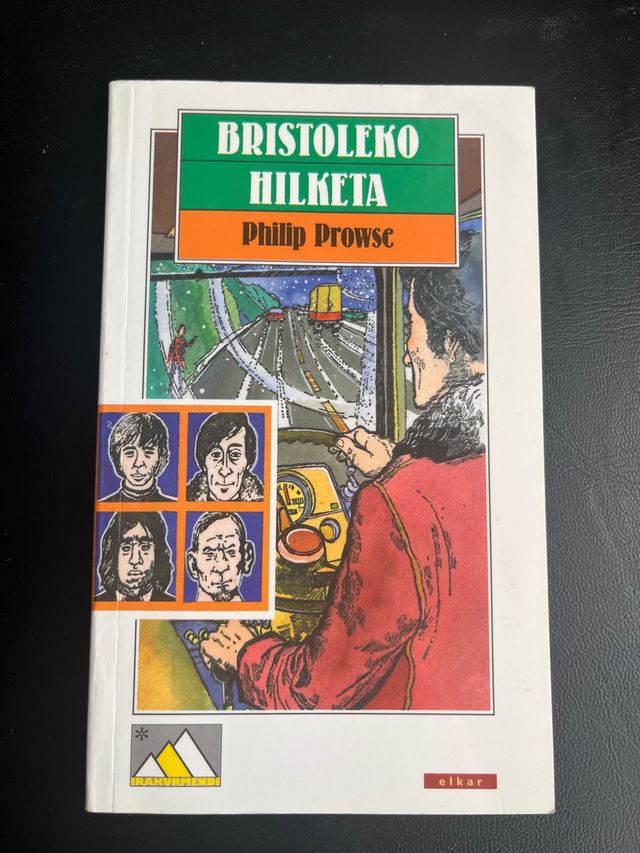 BRISTOLEKO
HILKETA
Philip Prowse
*
IRAKURMENDI
elkar